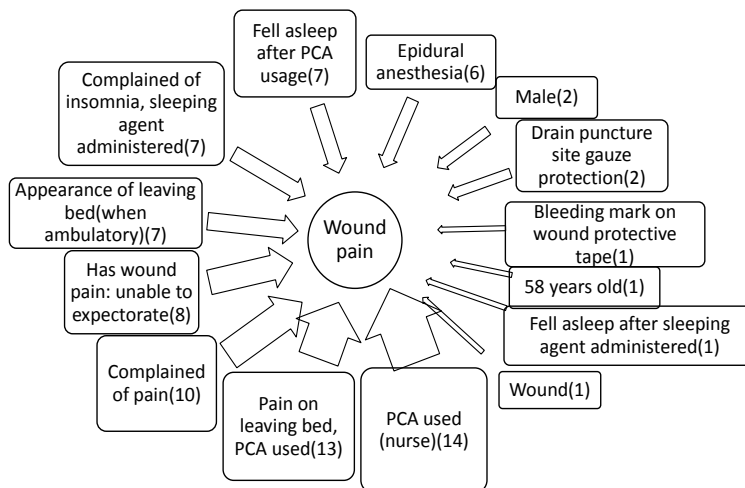 Fell asleep
after PCA
usage(7)
Epidural
anesthesia(6)
Complained of
insomnia, sleeping
agent
administered(7)
Male(2)
Drain puncture
site gauze
protection(2)
Appearance of leaving
bed(when
ambulatory)(7)
Wound
pain
Bleeding mark on
wound protective
tape(1)
Has wound
pain: unable to
expectorate(8)
58 years old(1)
Fell asleep after sleeping
agent administered(1)
Complained
of pain(10)
Pain on
leaving bed,
PCA used(13)
PCA used
(nurse)(14)
Wound(1)